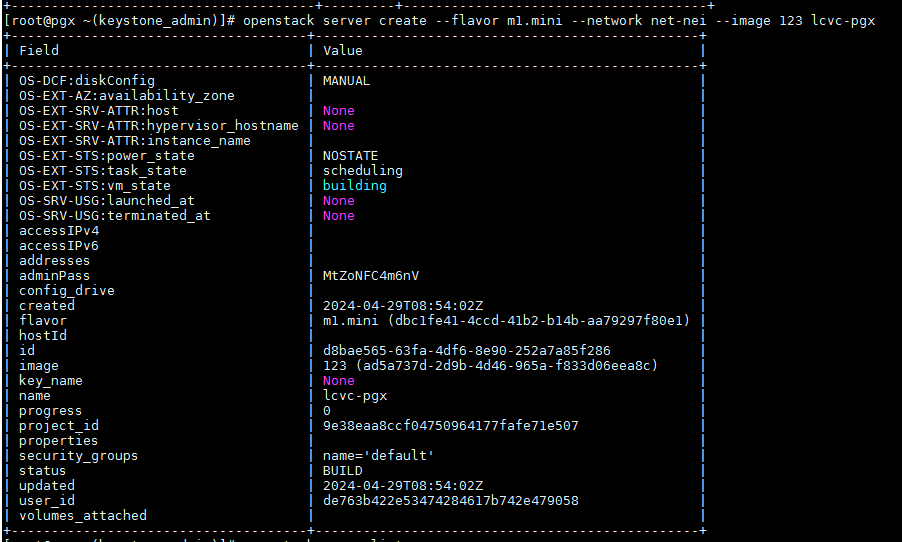 [root@pgx ~(keystone_admin)]# openstack server create --flavor m1.mini --network net-nei --image 123 lcvc-pgx
+-------------------------------------+------------------------------------------------+
| Field | Value |
+-------------------------------------+------------------------------------------------+
| OS-DCF:diskConfig | MANUAL |
| OS-EXT-AZ:availability_zone | |
| OS-EXT-SRV-ATTR:host | None |
| OS-EXT-SRV-ATTR:hypervisor_hostname | None |
| OS-EXT-SRV-ATTR:instance_name | |
| OS-EXT-STS:power_state | NOSTATE |
| OS-EXT-STS:task_state | scheduling |
| OS-EXT-STS:vm_state | building |
| OS-SRV-USG:launched_at | None |
| OS-SRV-USG:terminated_at | None |
| accessIPv4 | |
| accessIPv6 | |
| addresses | |
| adminPass | MtZoNFC4m6nV |
| config_drive | |
| created | 2024-04-29T08:54:02Z |
| flavor | m1.mini (dbc1fe41-4ccd-41b2-b14b-aa79297f80e1) |
| hostId | |
| id | d8bae565-63fa-4df6-8e90-252a7a85f286 |
| image | 123 (ad5a737d-2d9b-4d46-965a-f833d06eea8c) |
| key_name | None |
| name | lcvc-pgx |
| progress | 0 |
| project_id | 9e38eaa8ccf04750964177fafe71e507 |
| properties | |
| security_groups | name='default' |
| status | BUILD |
| updated | 2024-04-29T08:54:02Z |
| user_id | de763b422e53474284617b742e479058 |
| volumes_attached | |
+-------------------------------------+------------------------------------------------+